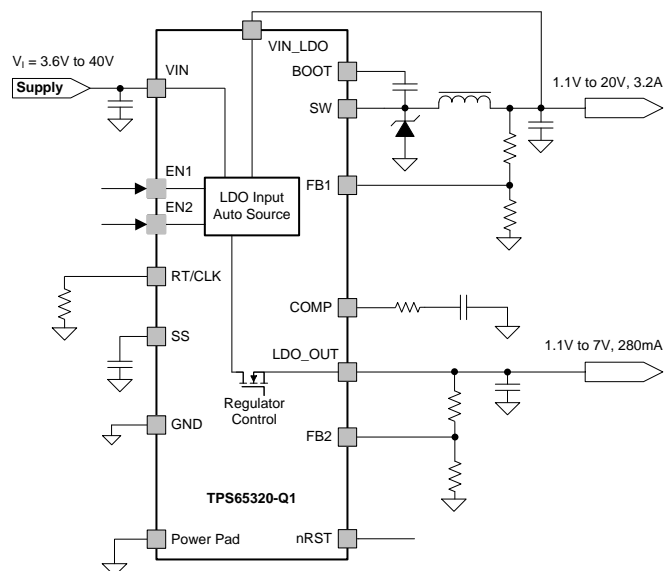 VIN_LDO
VI = 3.6V to 40V
VIN
BOOT
Supply
1.1V to 20V, 3.2A
SW
EN1
FB1
LDO Input
Auto Source
EN2
RT/CLK
COMP
SS
1.1V to 7V, 280mA
LDO_OUT
Regulator
Control
GND
FB2
TPS65320-Q1
Power Pad
nRST